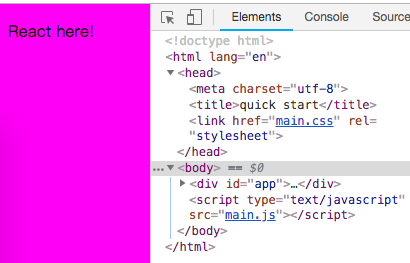 React here!
Elements Console Source
<!doctype html>
<html lang="en">
<head>
<meta charset="utf-8">
<title>quick start</title>
<link href="main.css" rel=
"stylesheet">
</head>
… <body> == $0
<div id="app">…</div>
<script type="text/javascript"
src="main.js"></script>
</body>
</html>